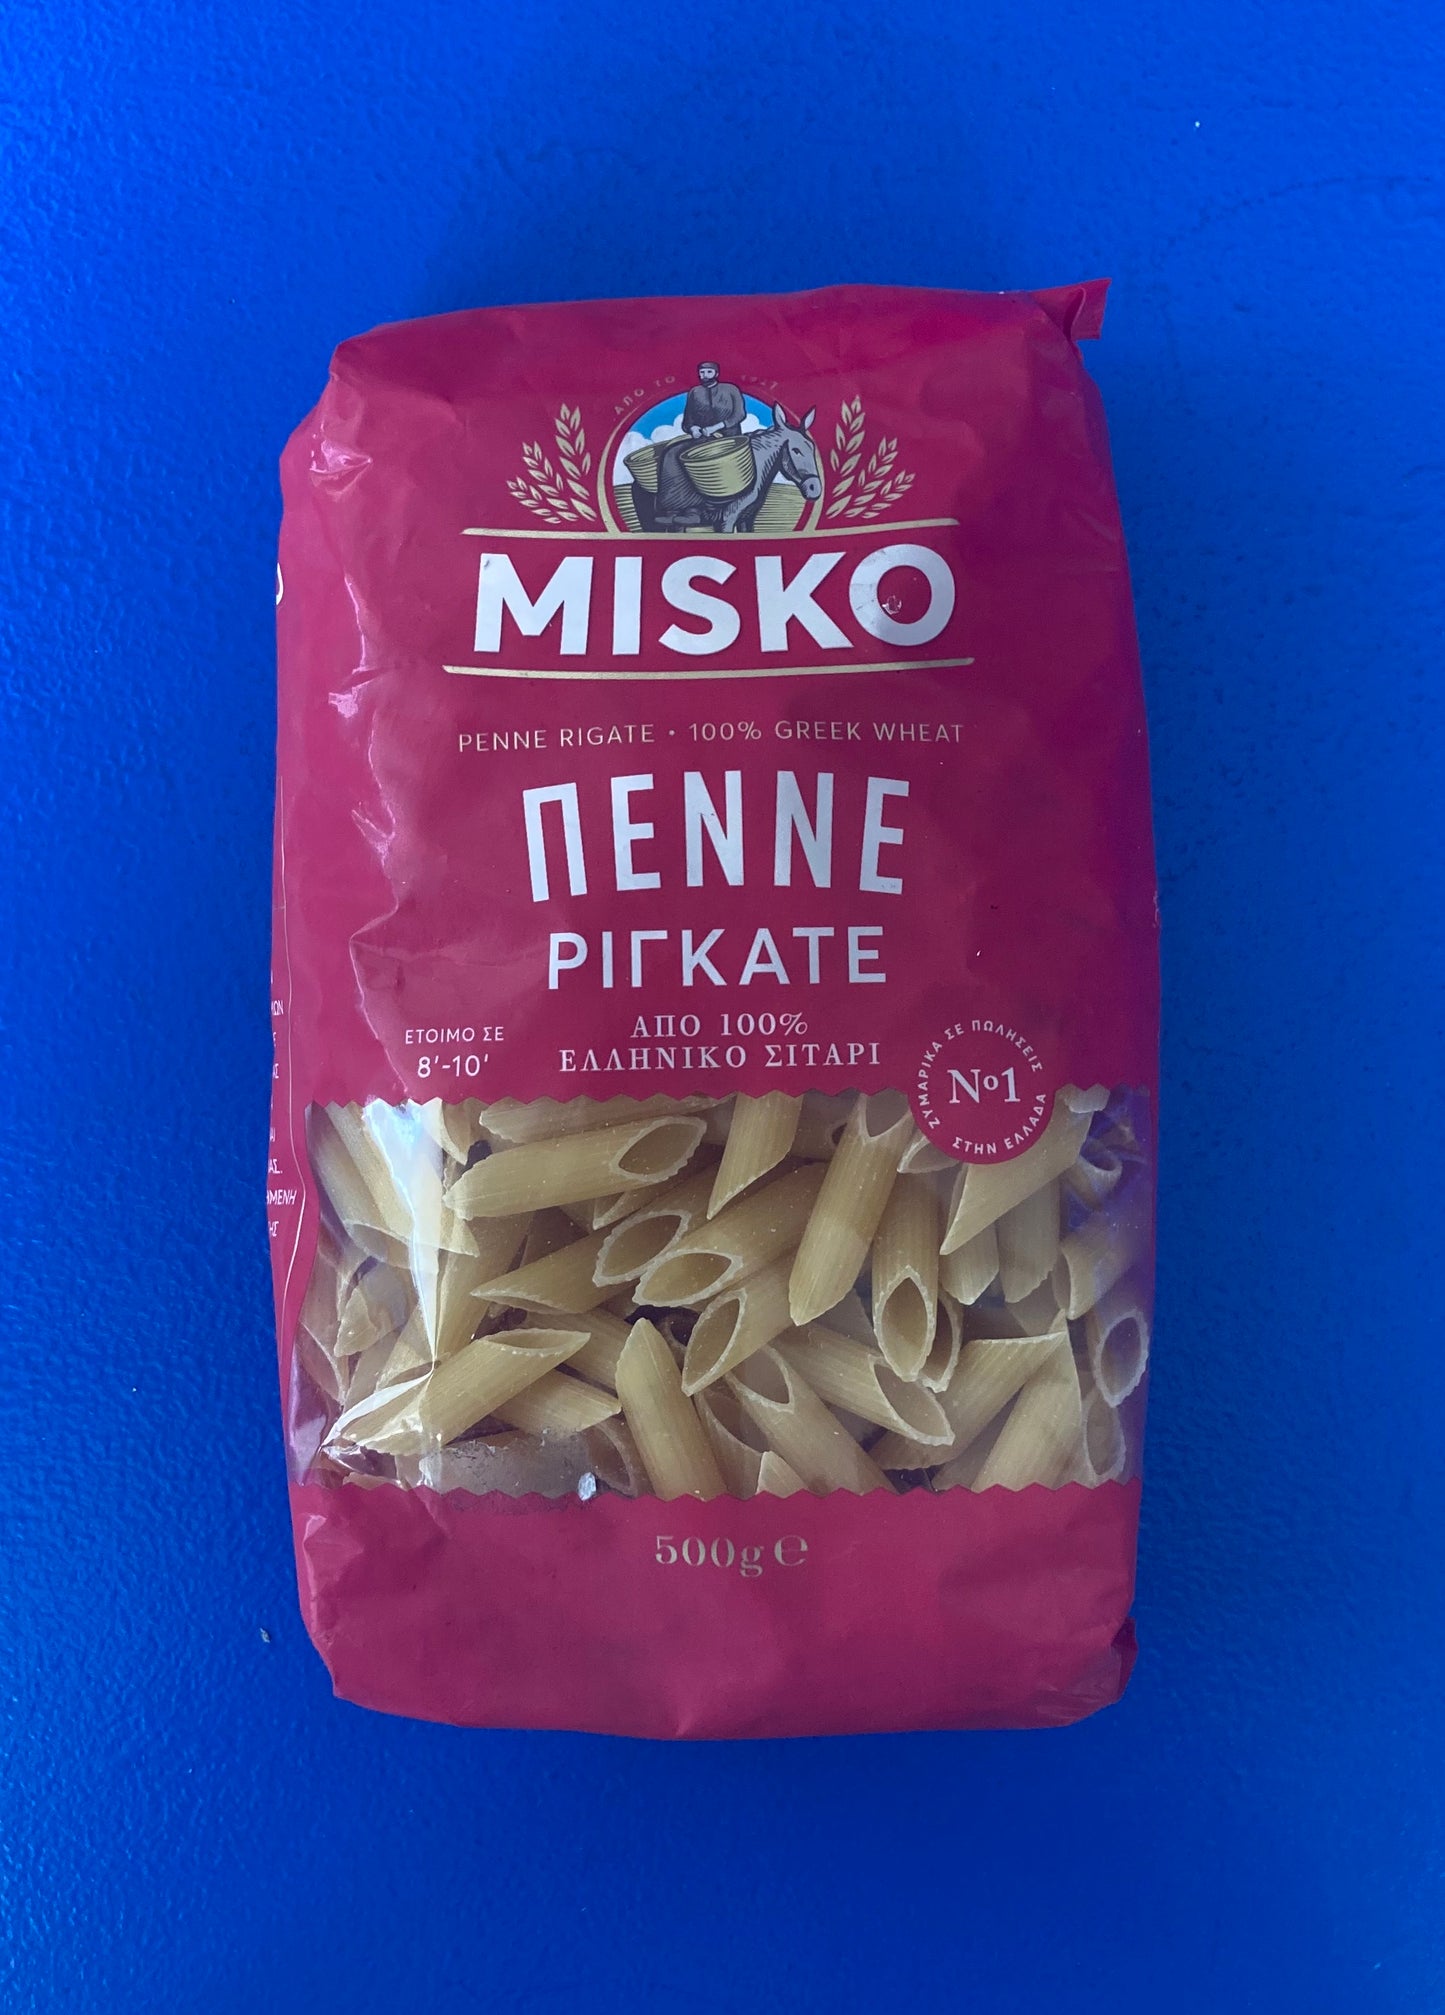 ΑΠΟ ΤΟ 1927
MISKO
PENNE RIGATE • 100% GREEK WHEAT
ΠΕΝΝΕ
ΡΙΓΚΑΤΕ
ΑΠΟ 100%
ΕΛΛΗΝΙΚΟ ΣΙΤΑΡΙ
ΕΤΟΙΜΟ ΣΕ
8'-10'
ΖΥΜΑΡΙΚΑ ΣΕ ΠΩΛΗΣΕΙΣ
Nº1
ΣΤΗΝ ΕΛΛΑΔΑ
500g ℮